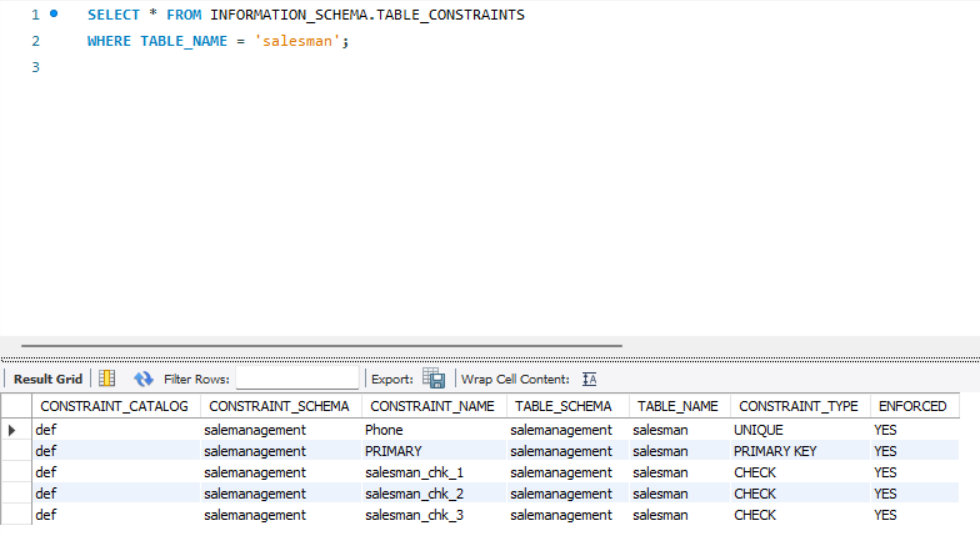 1 SELECT * FROM INFORMATION_SCHEMA.TABLE_CONSTRAINTS
2 WHERE TABLE_NAME = 'salesman';
3
Result Grid Filter Rows: Export: Wrap Cell Content:
CONSTRAINT_CATALOG CONSTRAINT_SCHEMA CONSTRAINT_NAME TABLE_SCHEMA TABLE_NAME CONSTRAINT_TYPE ENFORCED
def salemanagement Phone salemanagement salesman UNIQUE YES
def salemanagement PRIMARY salemanagement salesman PRIMARY KEY YES
def salemanagement salesman_chk_1 salemanagement salesman CHECK YES
def salemanagement salesman_chk_2 salemanagement salesman CHECK YES
def salemanagement salesman_chk_3 salemanagement salesman CHECK YES